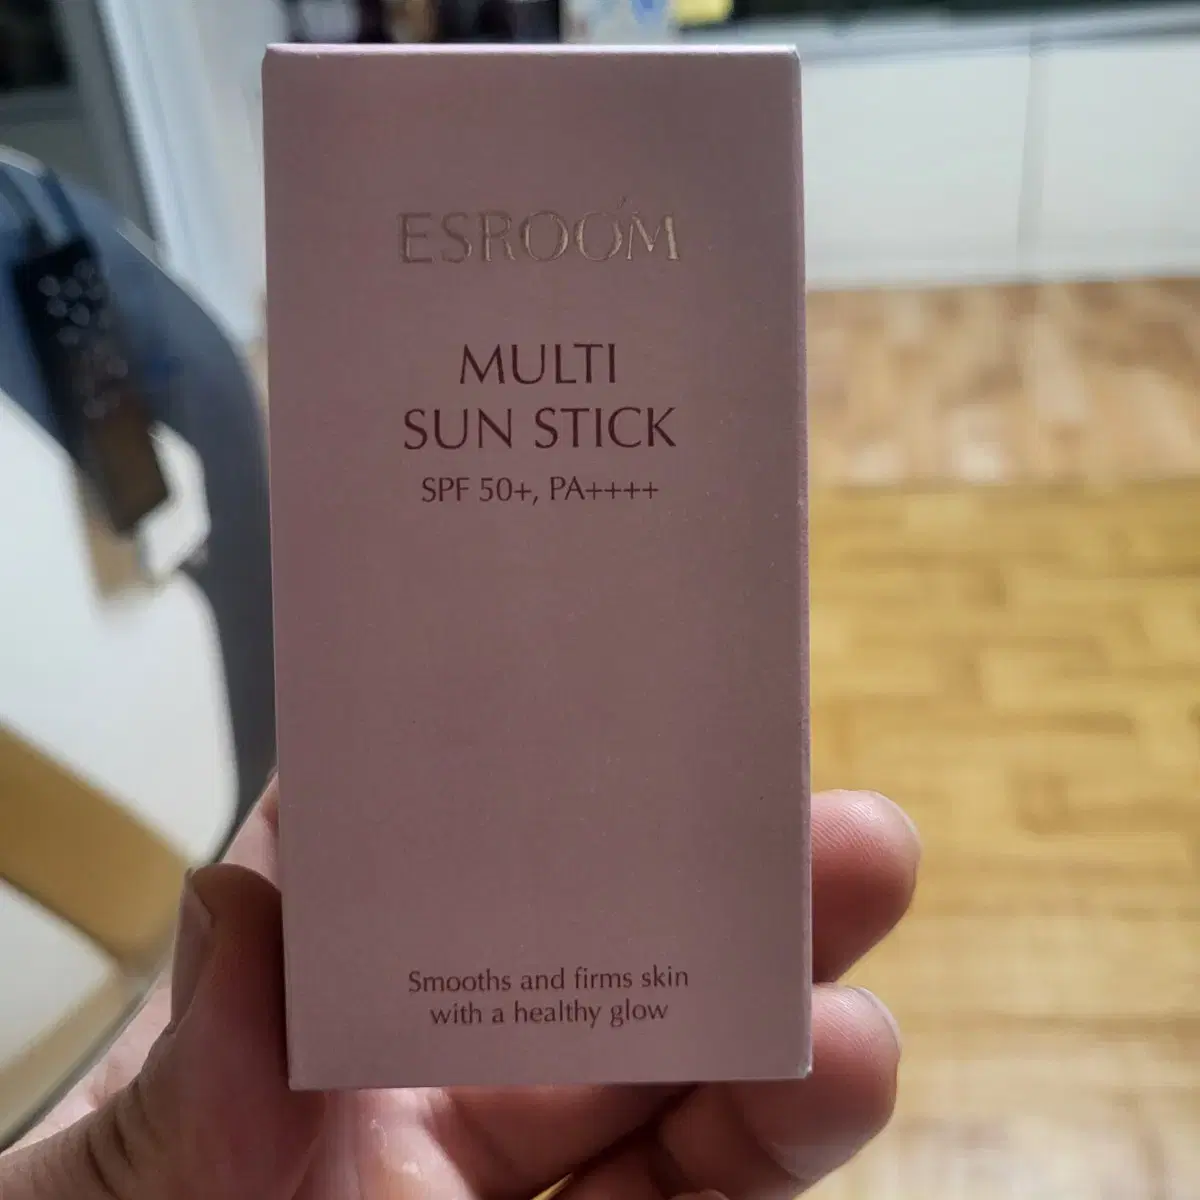 ESROOM
MULTI
SUN STICK
SPF 50+, PA++++
Smooths and firms skin
with a healthy glow